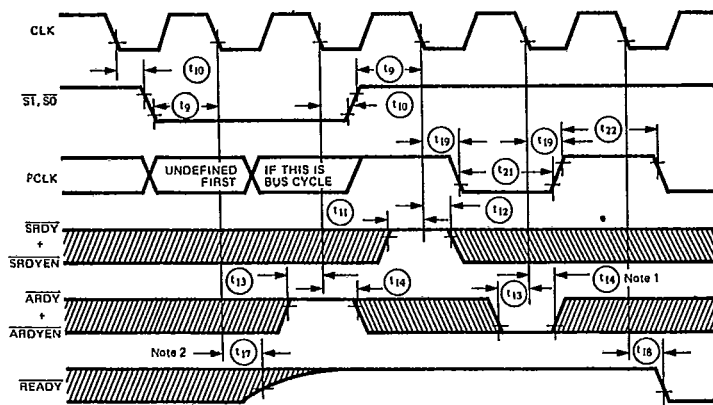 CLK
t10
t9
S1, S0
t9
t10
t19
t19
t22
PCLK
UNDEFINED FIRST
IF THIS IS BUS CYCLE
t21
t11
t12
SRDY
+
SRDYEN
t13
t14
t13
t14 Note 1
ARDY
+
ARDYEN
Note 2
t17
t18
READY